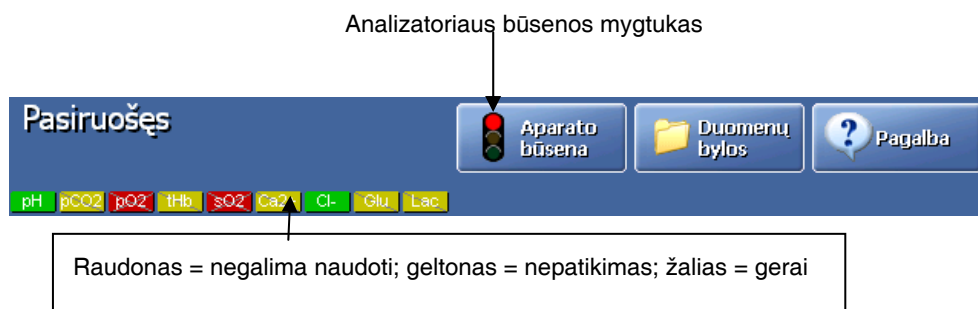 Analizatoriaus būsenos mygtukas
Pasiruošęs
Aparato
būsena
Duomenų
bylos
Pagalba
pH pCO2 pO2 tHb sO2 Ca2+ Cl- Glu Lac
Raudonas = negalima naudoti; geltonas = nepatikimas; žalias = gerai